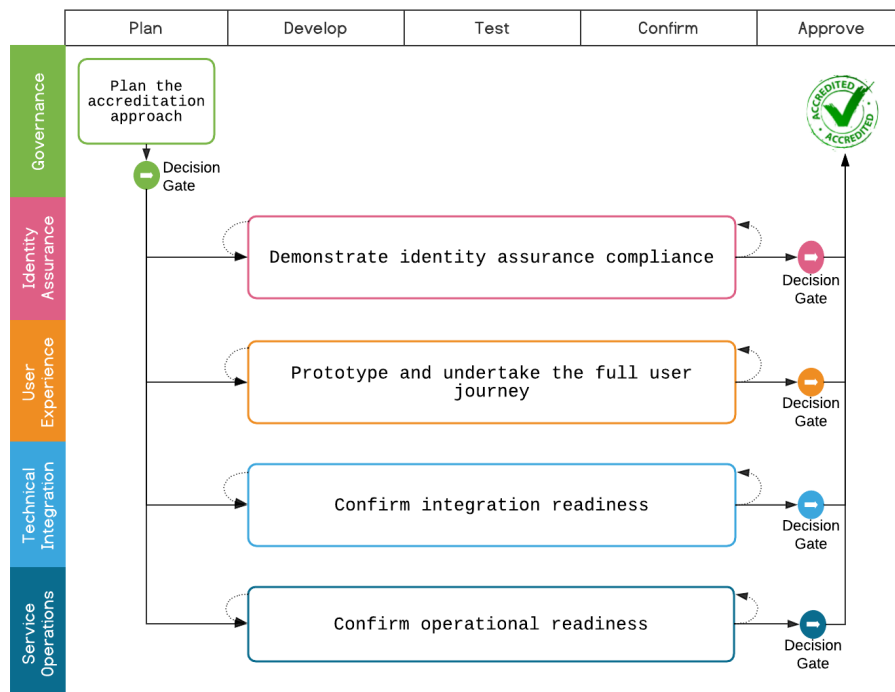 Plan
Develop
Test
Confirm
Approve
Governance
Plan the
accreditation
approach
Decision
Gate
ACCREDITED
ACCREDITED
Identity
Assurance
Demonstrate identity assurance compliance
Decision
Gate
User
Experience
Prototype and undertake the full user
journey
Decision
Gate
Technical
Integration
Confirm integration readiness
Decision
Gate
Service
Operations
Confirm operational readiness
Decision
Gate